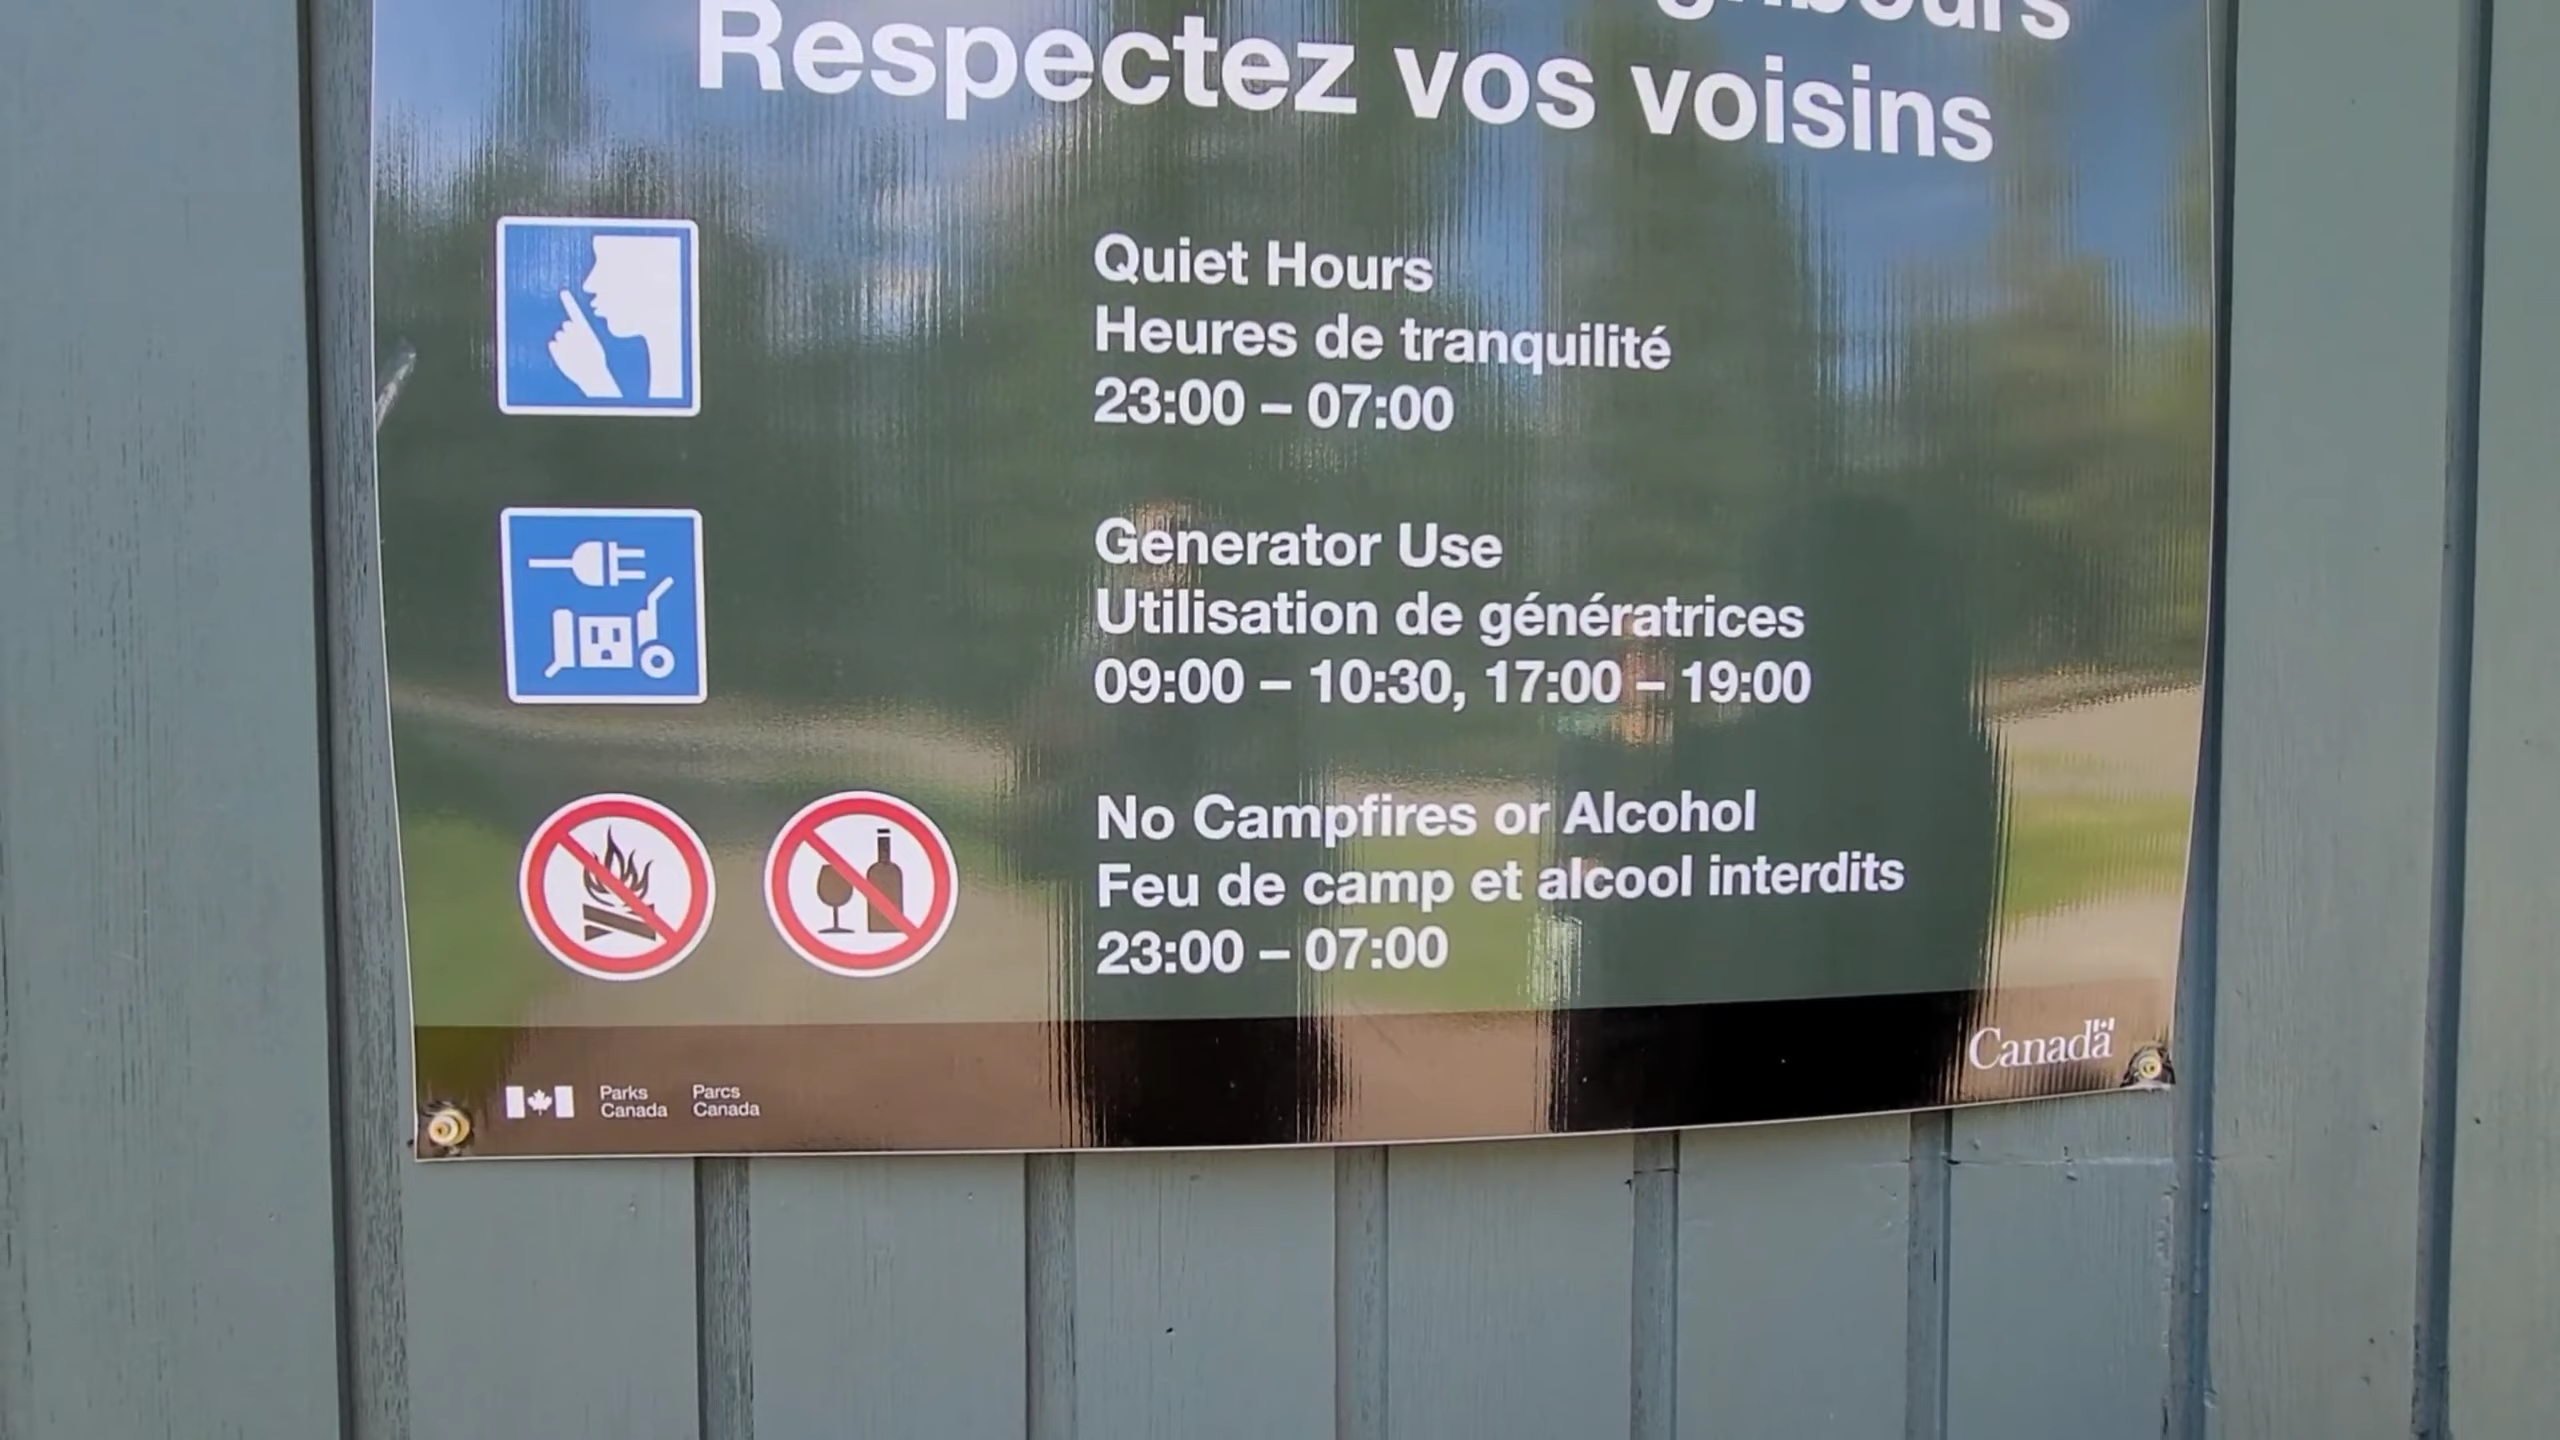 Respectez vos voisins
Quiet Hours
Heures de tranquilité
23:00 – 07:00
Generator Use
Utilisation de génératrices
09:00 – 10:30, 17:00 – 19:00
No Campfires or Alcohol
Feu de camp et alcool interdits
23:00 – 07:00
Parks Canada
Parcs Canada
Canada